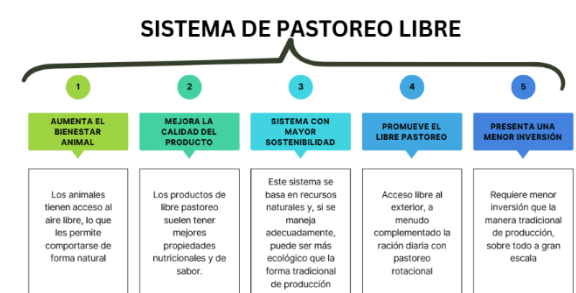 SISTEMA DE PASTOREO LIBRE
1
AUMENTA EL
BIENESTAR
ANIMAL
Los animales
tienen acceso al
aire libre, lo que
les permite
comportarse de
forma natural
2
MEJORA LA
CALIDAD DEL
PRODUCTO
Los productos de
libre pastoreo
suelen tener
mejores
propiedades
nutricionales y de
sabor.
3
SISTEMA CON
MAYOR
SOSTENIBILIDAD
Este sistema se
basa en recursos
naturales y, si se
maneja
adecuadamente,
puede ser más
ecológico que la
forma tradicional
de producción
4
PROMUEVE EL
LIBRE PASTOREO
Acceso libre al
exterior, a
menudo
complementado la
ración diaria con
pastoreo
rotacional
5
PRESENTA UNA
MENOR INVERSIÓN
Requiere menor
inversión que la
manera tradicional
de producción,
sobre todo a gran
escala